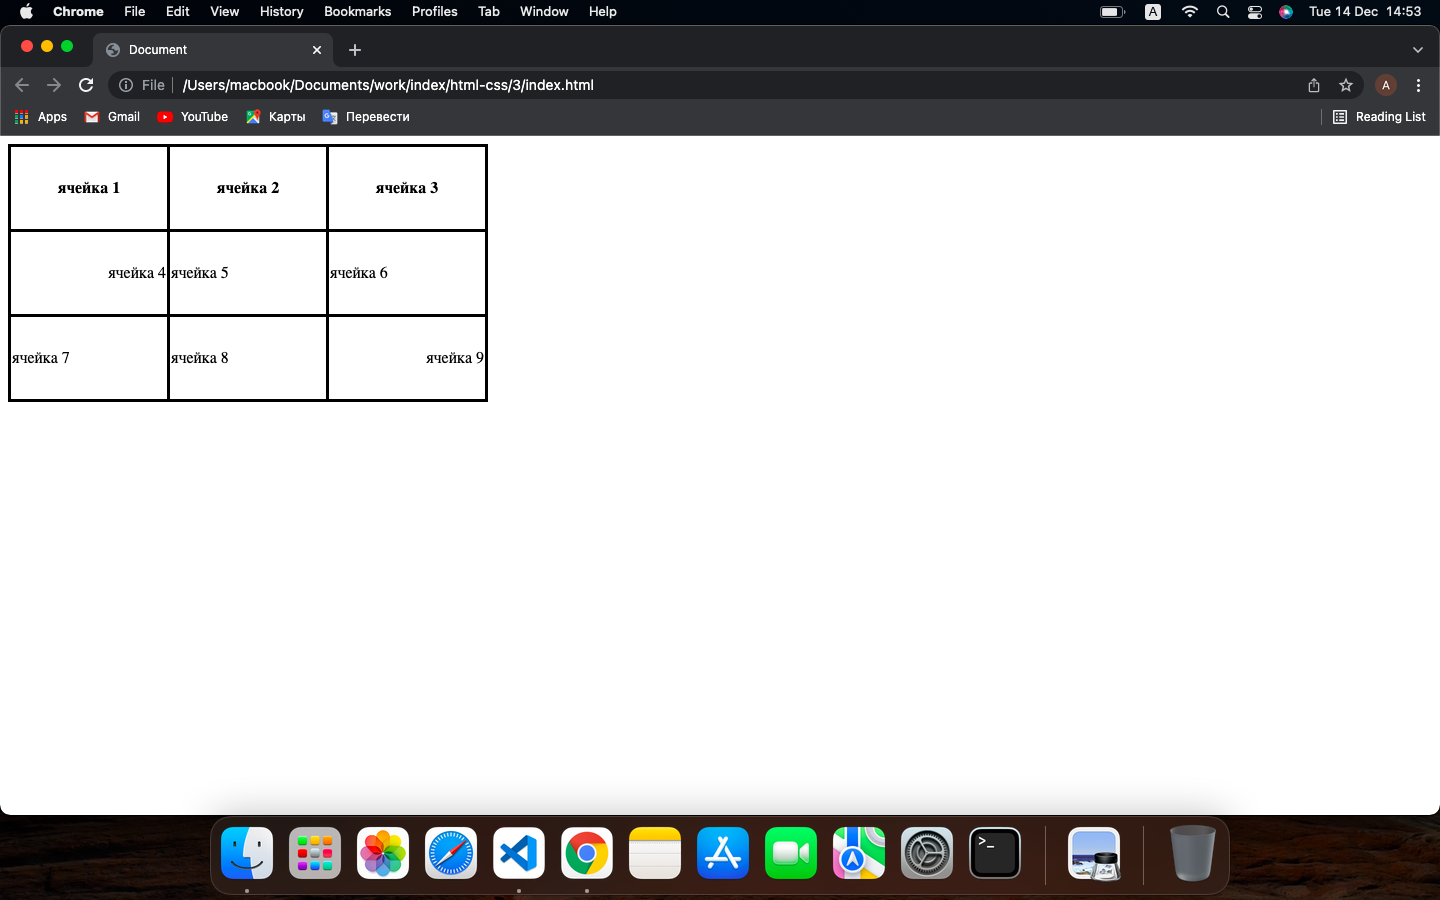 Chrome File Edit View History Bookmarks Profiles Tab Window Help A Tue 14 Dec 14:53
Document
File /Users/macbook/Documents/work/index/html-css/3/index.html A
Apps Gmail YouTube Карты Перевести Reading List
ячейка 1 ячейка 2 ячейка 3
ячейка 4 ячейка 5 ячейка 6
ячейка 7 ячейка 8 ячейка 9
>_